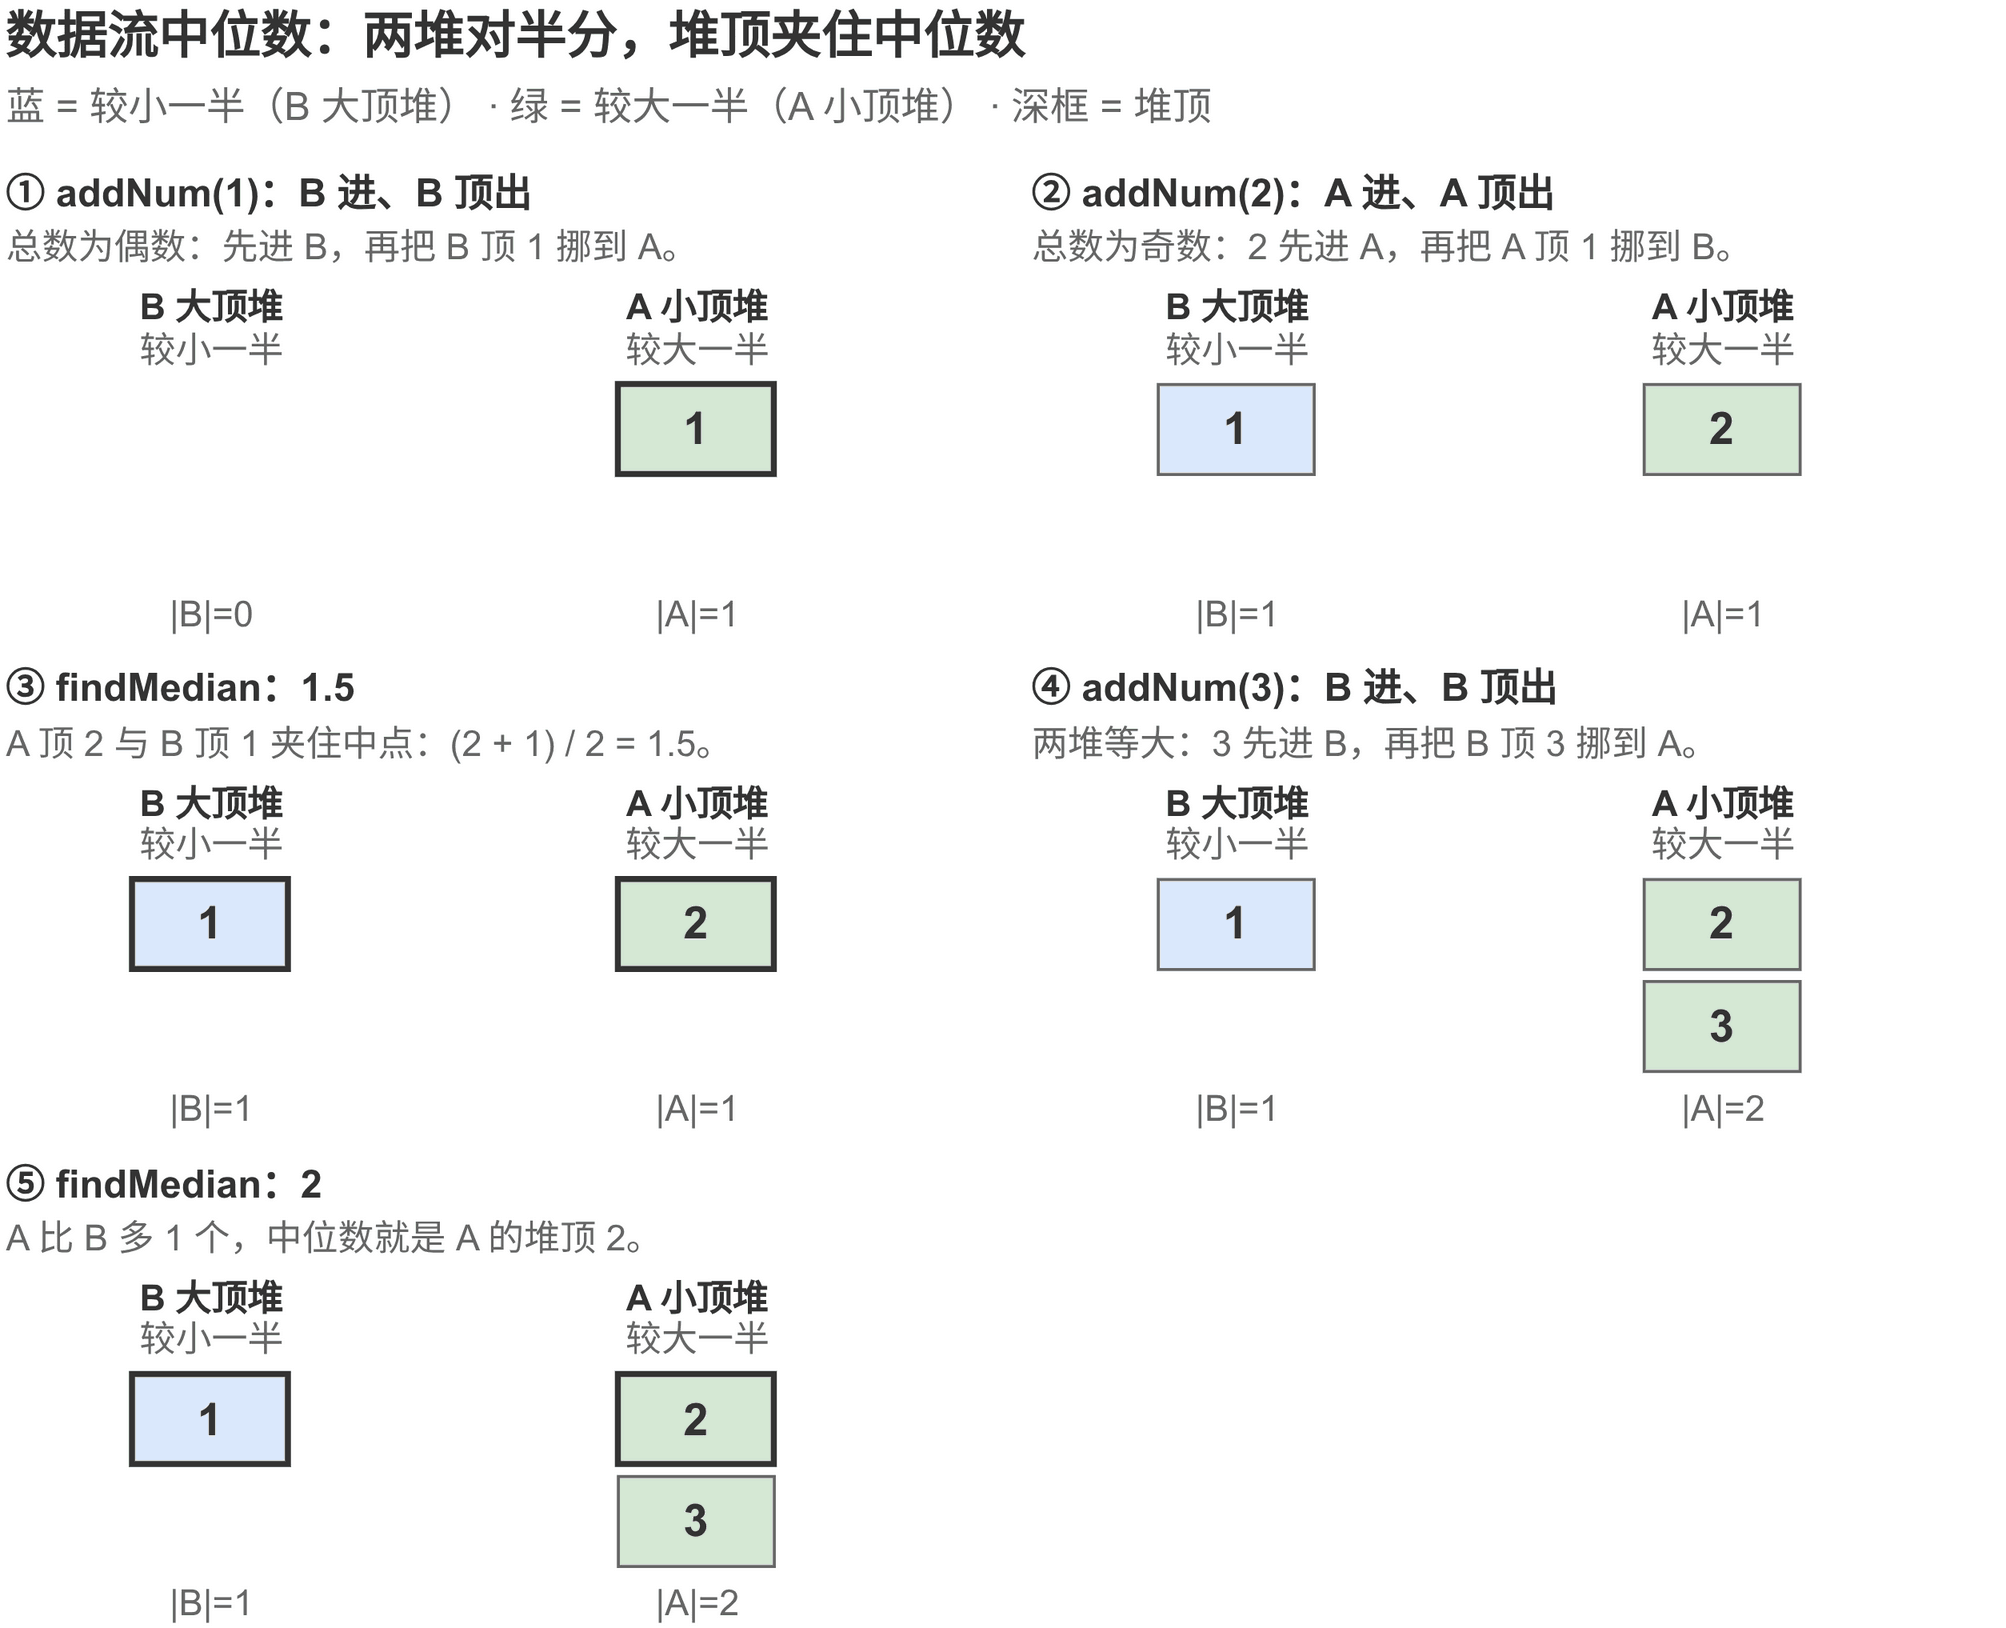 数据流中位数：两堆对半分，堆顶夹住中位数
蓝 = 较小一半（B 大顶堆） · 绿 = 较大一半（A 小顶堆） · 深框 = 堆顶
① addNum(1)：B 进、B 顶出
总数为偶数：先进 B，再把 B 顶 1 挪到 A。
B 大顶堆
较小一半
A 小顶堆
较大一半
1
|B|=0
|A|=1
② addNum(2)：A 进、A 顶出
总数为奇数：2 先进 A，再把 A 顶 1 挪到 B。
B 大顶堆
较小一半
A 小顶堆
较大一半
1
2
|B|=1
|A|=1
③ findMedian：1.5
A 顶 2 与 B 顶 1 夹住中点：(2 + 1) / 2 = 1.5。
B 大顶堆
较小一半
A 小顶堆
较大一半
1
2
|B|=1
|A|=1
④ addNum(3)：B 进、B 顶出
两堆等大：3 先进 B，再把 B 顶 3 挪到 A。
B 大顶堆
较小一半
A 小顶堆
较大一半
1
2
3
|B|=1
|A|=2
⑤ findMedian：2
A 比 B 多 1 个，中位数就是 A 的堆顶 2。
B 大顶堆
较小一半
A 小顶堆
较大一半
1
2
3
|B|=1
|A|=2